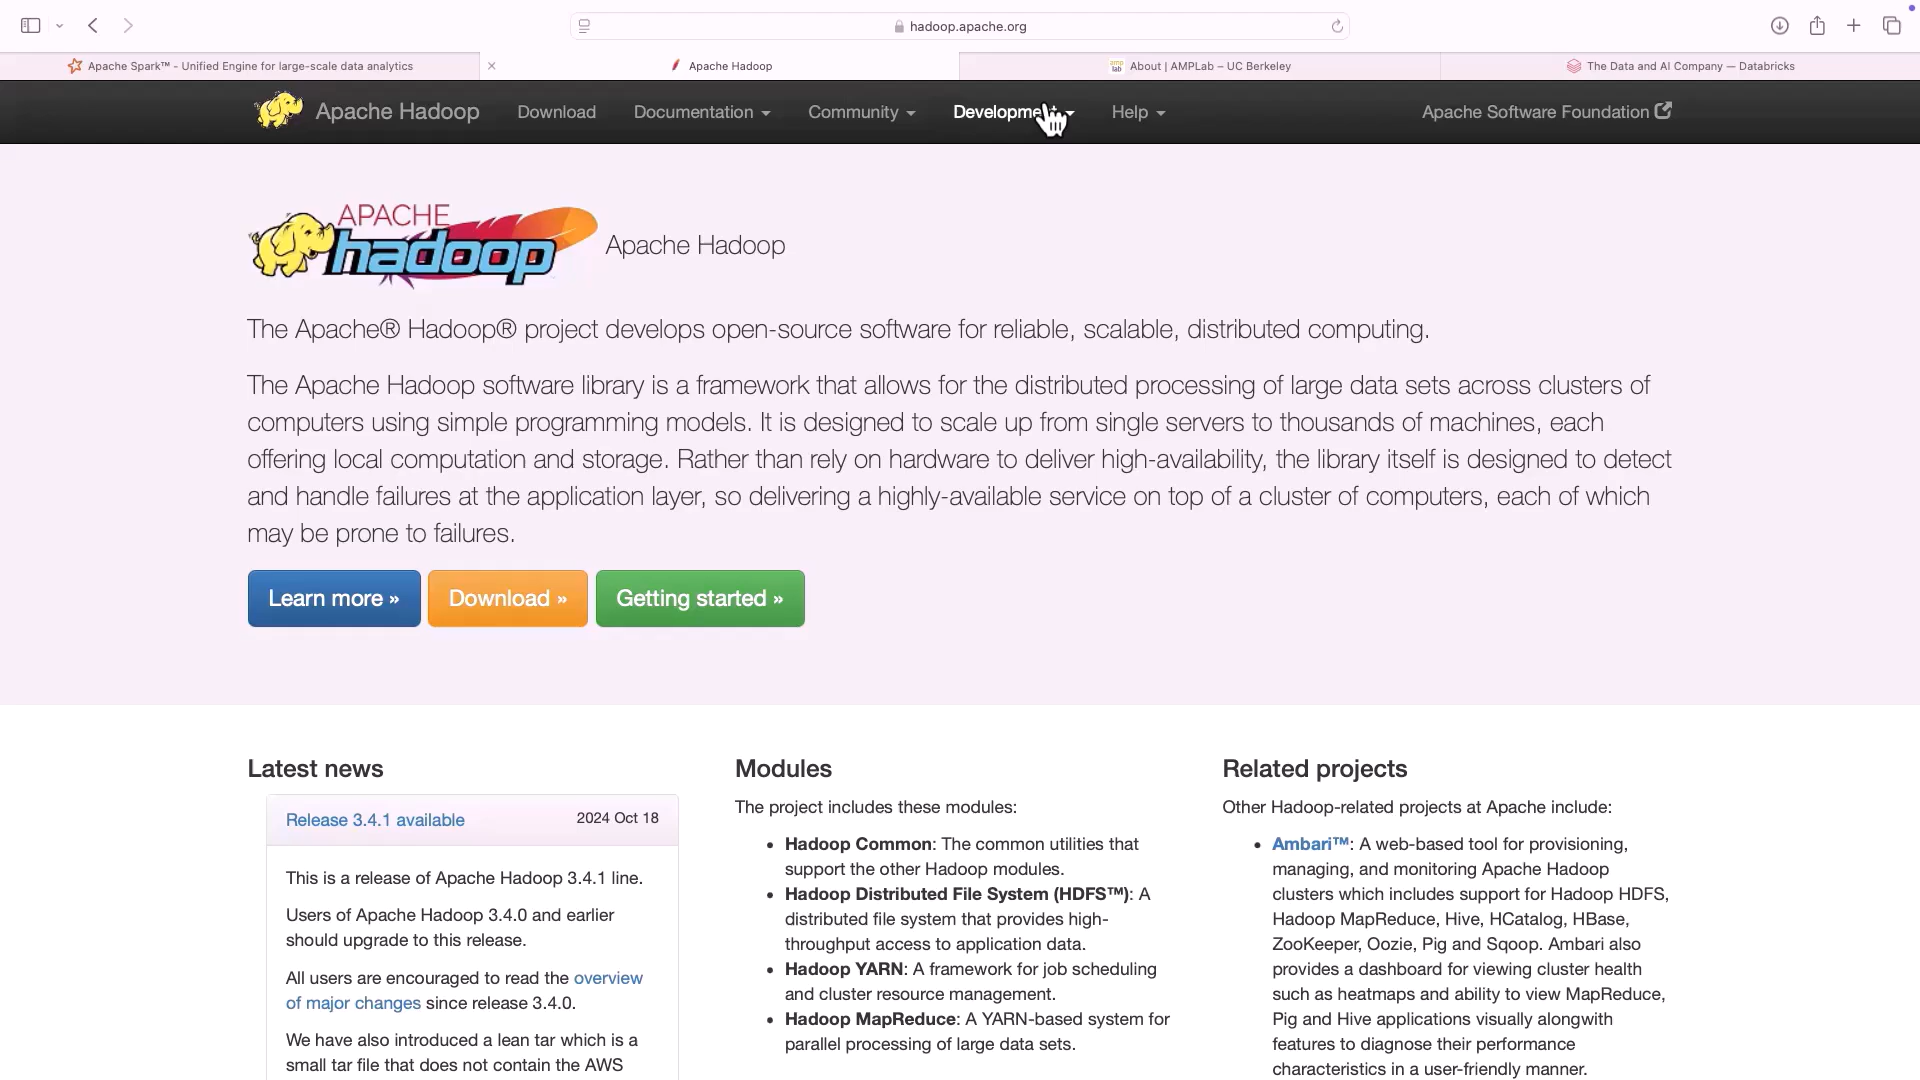 hadoop.apache.org
Apache Spark™ - Unified Engine for large-scale data analytics
Apache Hadoop
amp lab
About | AMPLab – UC Berkeley
The Data and AI Company — Databricks
Apache Hadoop
Download
Documentation
Community
Help
Apache Software Foundation
APACHE
hadoop
Apache Hadoop
The Apache® Hadoop® project develops open-source software for reliable, scalable, distributed computing.
The Apache Hadoop software library is a framework that allows for the distributed processing of large data sets across clusters of
computers using simple programming models. It is designed to scale up from single servers to thousands of machines, each
offering local computation and storage. Rather than rely on hardware to deliver high-availability, the library itself is designed to detect
and handle failures at the application layer, so delivering a highly-available service on top of a cluster of computers, each of which
may be prone to failures.
Learn more »
Download »
Getting started »
Latest news
Release 3.4.1 available
2024 Oct 18
This is a release of Apache Hadoop 3.4.1 line.
Users of Apache Hadoop 3.4.0 and earlier
should upgrade to this release.
All users are encouraged to read the overview
of major changes since release 3.4.0.
We have also introduced a lean tar which is a
small tar file that does not contain the AWS
Modules
The project includes these modules:
• Hadoop Common: The common utilities that
support the other Hadoop modules.
• Hadoop Distributed File System (HDFS™): A
distributed file system that provides high-
throughput access to application data.
• Hadoop YARN: A framework for job scheduling
and cluster resource management.
• Hadoop MapReduce: A YARN-based system for
parallel processing of large data sets.
Related projects
Other Hadoop-related projects at Apache include:
• Ambari™: A web-based tool for provisioning,
managing, and monitoring Apache Hadoop
clusters which includes support for Hadoop HDFS,
Hadoop MapReduce, Hive, HCatalog, HBase,
ZooKeeper, Oozie, Pig and Sqoop. Ambari also
provides a dashboard for viewing cluster health
such as heatmaps and ability to view MapReduce,
Pig and Hive applications visually alongwith
features to diagnose their performance
characteristics in a user-friendly manner.